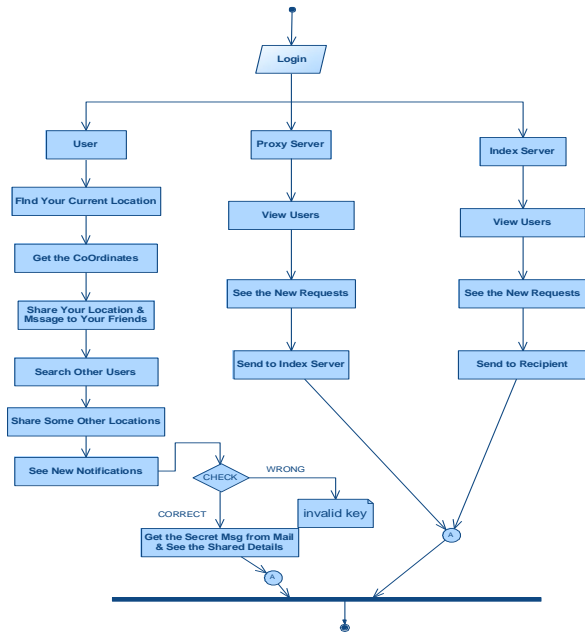 Login
User
Proxy Server
Index Server
FInd Your Current Location
View Users
View Users
Get the CoOrdinates
See the New Requests
See the New Requests
Share Your Location &
Mssage to Your Friends
Search Other Users
Send to Index Server
Send to Recipient
Share Some Other Locations
See New Notifications
CHECK
WRONG
invalid key
CORRECT
Get the Secret Msg from Mail
& See the Shared Details
A
A